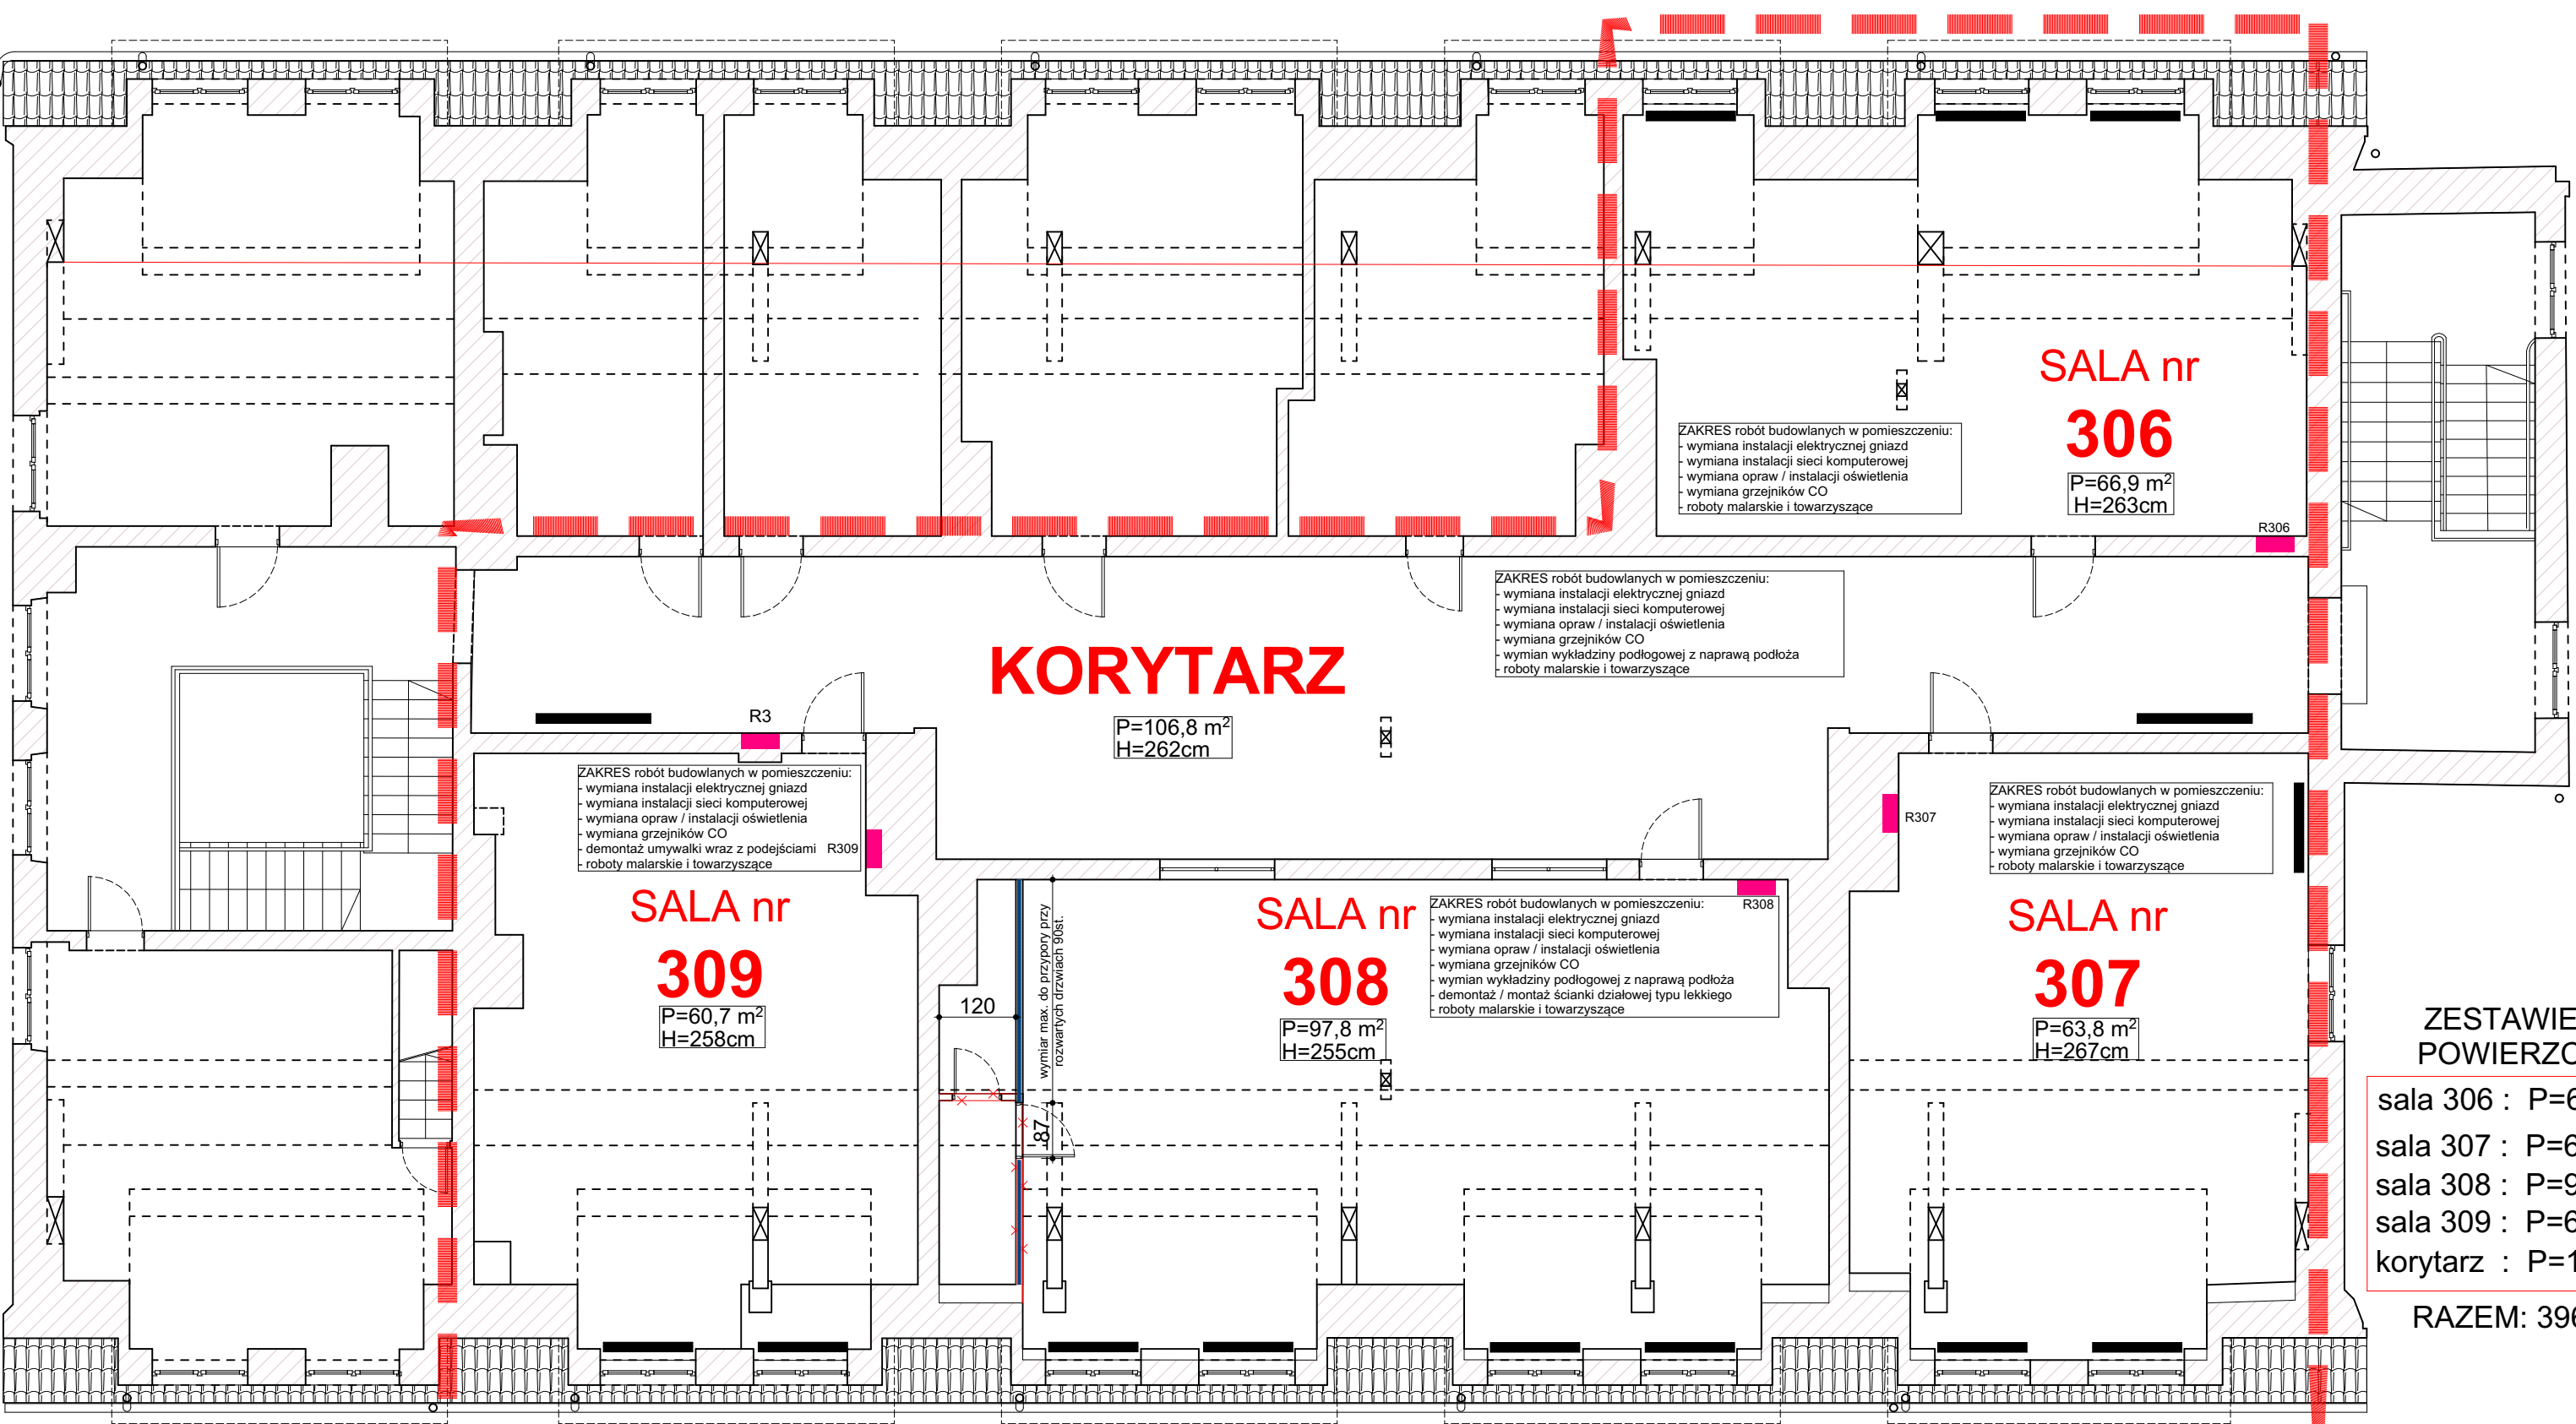 SALA nr
306
P=66,9 m²
H=263cm
ZAKRES robót budowlanych w pomieszczeniu:
- wymiana instalacji elektrycznej gniazd
- wymiana instalacji sieci komputerowej
- wymiana opraw / instalacji oświetlenia
- wymiana grzejników CO
- roboty malarskie i towarzyszące
R306
ZAKRES robót budowlanych w pomieszczeniu:
- wymiana instalacji elektrycznej gniazd
- wymiana instalacji sieci komputerowej
- wymiana opraw / instalacji oświetlenia
- wymiana grzejników CO
- wymian wykładziny podłogowej z naprawą podłoża
- roboty malarskie i towarzyszące
KORYTARZ
P=106,8 m²
H=262cm
R3
ZAKRES robót budowlanych w pomieszczeniu:
- wymiana instalacji elektrycznej gniazd
- wymiana instalacji sieci komputerowej
- wymiana opraw / instalacji oświetlenia
- wymiana grzejników CO
- demontaż umywalki wraz z podejściami
- roboty malarskie i towarzyszące
R309
SALA nr
309
P=60,7 m²
H=258cm
120
wymiar max. do przypory przy
rozwartych drzwiach 90st.
87
SALA nr
308
P=97,8 m²
H=255cm
ZAKRES robót budowlanych w pomieszczeniu:
- wymiana instalacji elektrycznej gniazd
- wymiana instalacji sieci komputerowej
- wymiana opraw / instalacji oświetlenia
- wymiana grzejników CO
- wymian wykładziny podłogowej z naprawą podłoża
- demontaż / montaż ścianki działowej typu lekkiego
- roboty malarskie i towarzyszące
R308
R307
ZAKRES robót budowlanych w pomieszczeniu:
- wymiana instalacji elektrycznej gniazd
- wymiana instalacji sieci komputerowej
- wymiana opraw / instalacji oświetlenia
- wymiana grzejników CO
- roboty malarskie i towarzyszące
SALA nr
307
P=63,8 m²
H=267cm
ZESTAWIE
POWIERZC
sala 306 : P=6
sala 307 : P=6
sala 308 : P=9
sala 309 : P=6
korytarz : P=1
RAZEM: 396